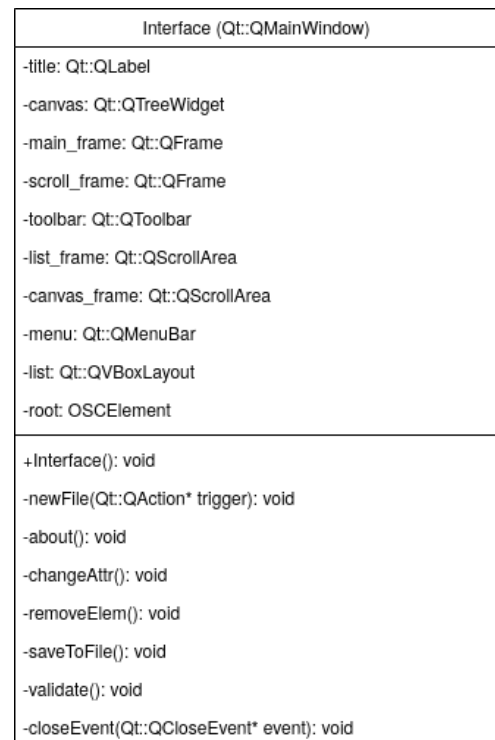 Interface (Qt::QMainWindow)
-title: Qt::QLabel
-canvas: Qt::QTreeWidget
-main_frame: Qt::QFrame
-scroll_frame: Qt::QFrame
-toolbar: Qt::QToolbar
-list_frame: Qt::QScrollArea
-canvas_frame: Qt::QScrollArea
-menu: Qt::QMenuBar
-list: Qt::QVBoxLayout
-root: OSCElement
+Interface(): void
-newFile(Qt::QAction* trigger): void
-about(): void
-changeAttr(): void
-removeElem(): void
-saveToFile(): void
-validate(): void
-closeEvent(Qt::QCloseEvent* event): void